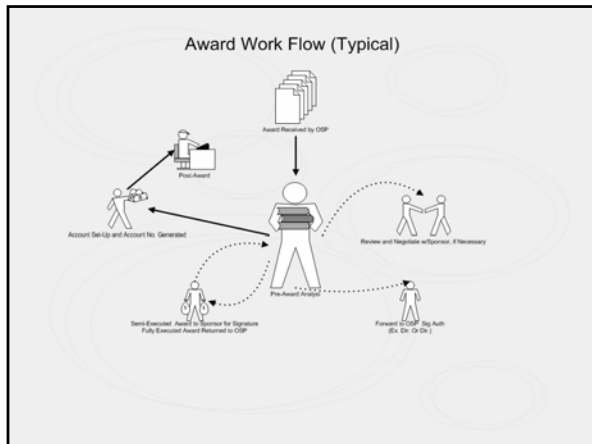 Award Work Flow (Typical)
Award Received by OSP
Post-Award
Account Set-Up and Account No. Generated
Review and Negotiate w/Sponsor, if Necessary
Pre-Award Analyst
Semi-Executed Award to Sponsor for Signature
Fully Executed Award Returned to OSP
Forward to OSP Sig Auth
(Ex. Dir. Or Dir.)